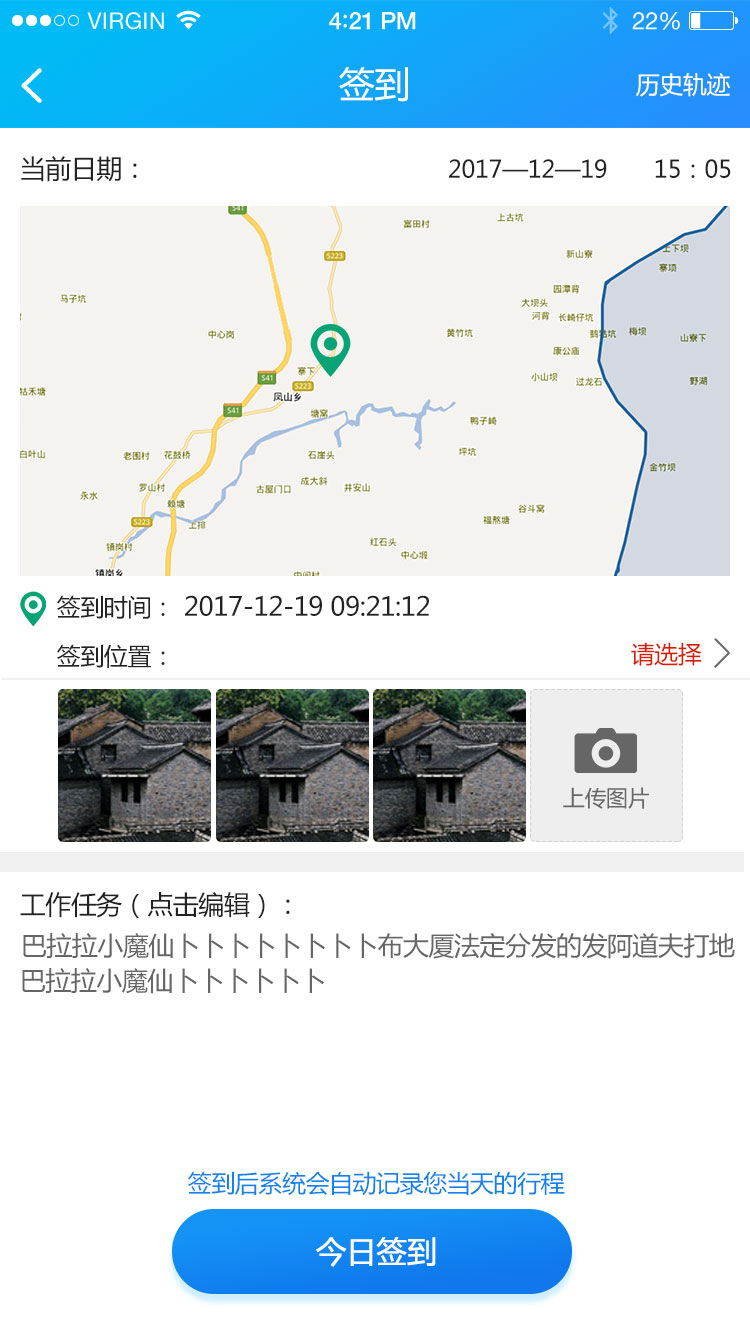 VIRGIN 4:21 PM 22%
签到 历史轨迹
当前日期： 2017—12—19 15：05
S41
富田村 上古坑
S223 新山寮 上下坝
寨项
马子坑 园潭背
大坝头
河背 长崎仔坑
中心岗 黄竹坑 鹅牯坑 梅坝
山寮下
康公庙
S41 寨下 小山坝 过龙石 野湖
牯禾塘 S223
凤山乡
S41 塘窝
鸭子崎
白叶山 老围村 花鼓桥 石崖头 坪坑
金竹坝
永水 罗山村 古屋门口 成大斜 井安山
赖塘 谷斗窝
S223 上排 福熬塘
镇岗村 红石头
中心塅
镇岗乡 中间村
签到时间： 2017-12-19 09:21:12
签到位置： 请选择
上传图片
工作任务（点击编辑）：
巴拉拉小魔仙卜卜卜卜卜卜卜卜布大厦法定分发的发阿道夫打地
巴拉拉小魔仙卜卜卜卜卜卜
签到后系统会自动记录您当天的行程
今日签到